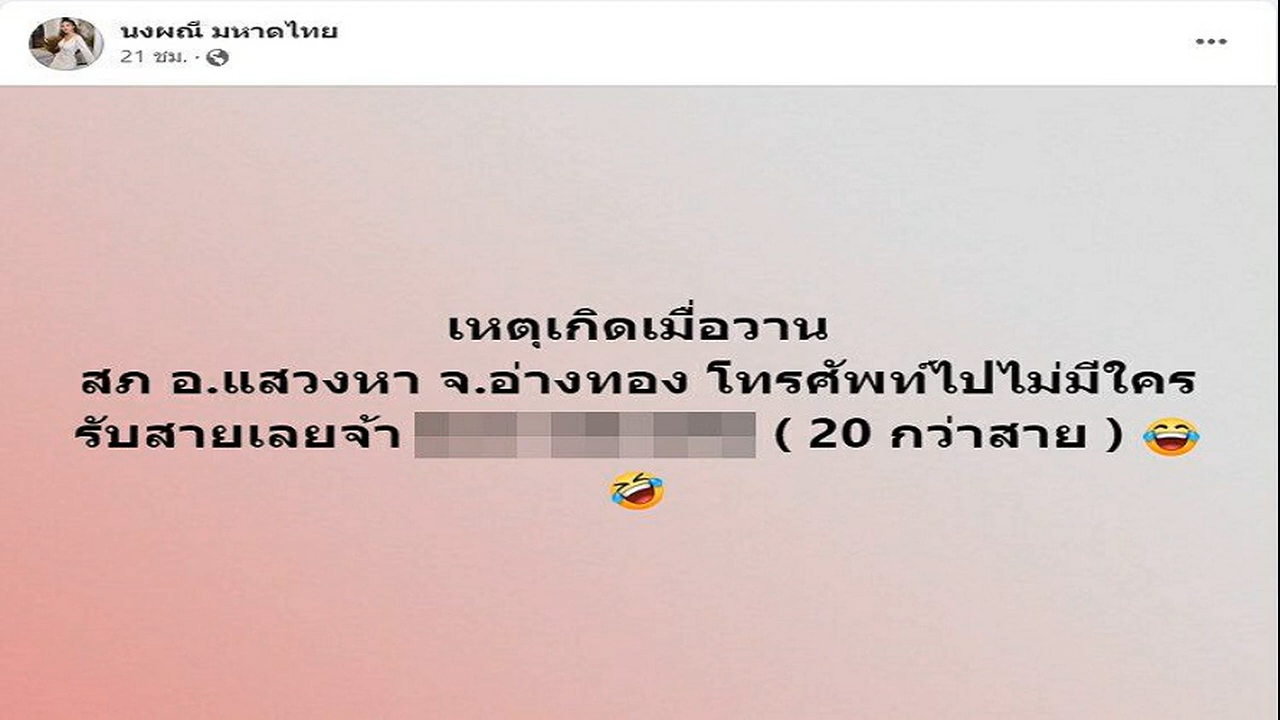 นงผณี มหาดไทย
21 ชม. ·
เหตุเกิดเมื่อวาน
สภ อ.แสวงหา จ.อ่างทอง โทรศัพท์ไปไม่มีใคร
รับสายเลยจ้า ( 20 กว่าสาย ) 😂
🤣